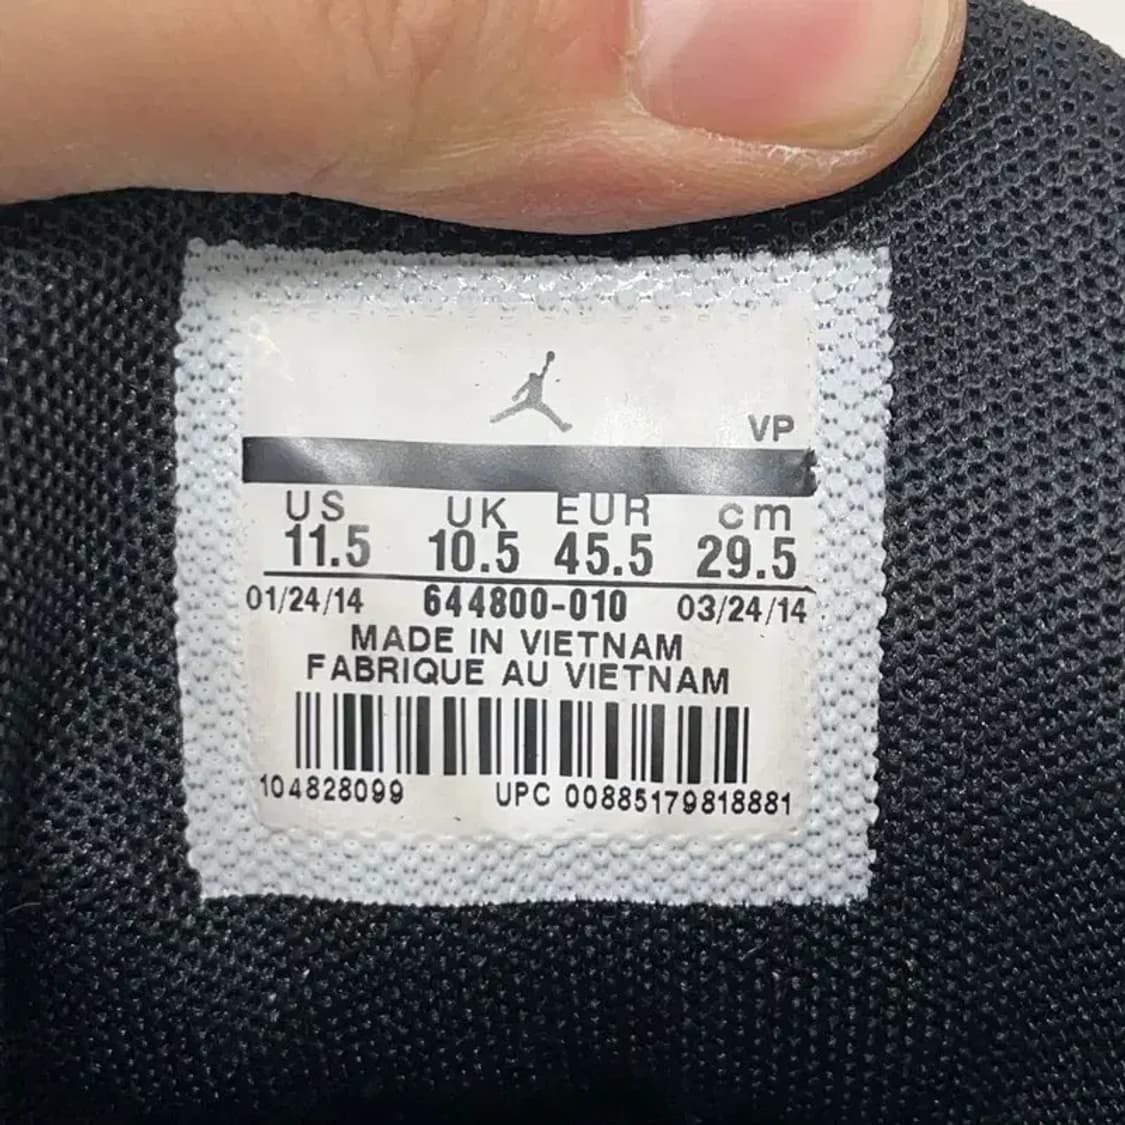 VP
US UK EUR cm
11.5 10.5 45.5 29.5
01/24/14 644800-010 03/24/14
MADE IN VIETNAM
FABRIQUE AU VIETNAM
104828099 UPC 00885179818881